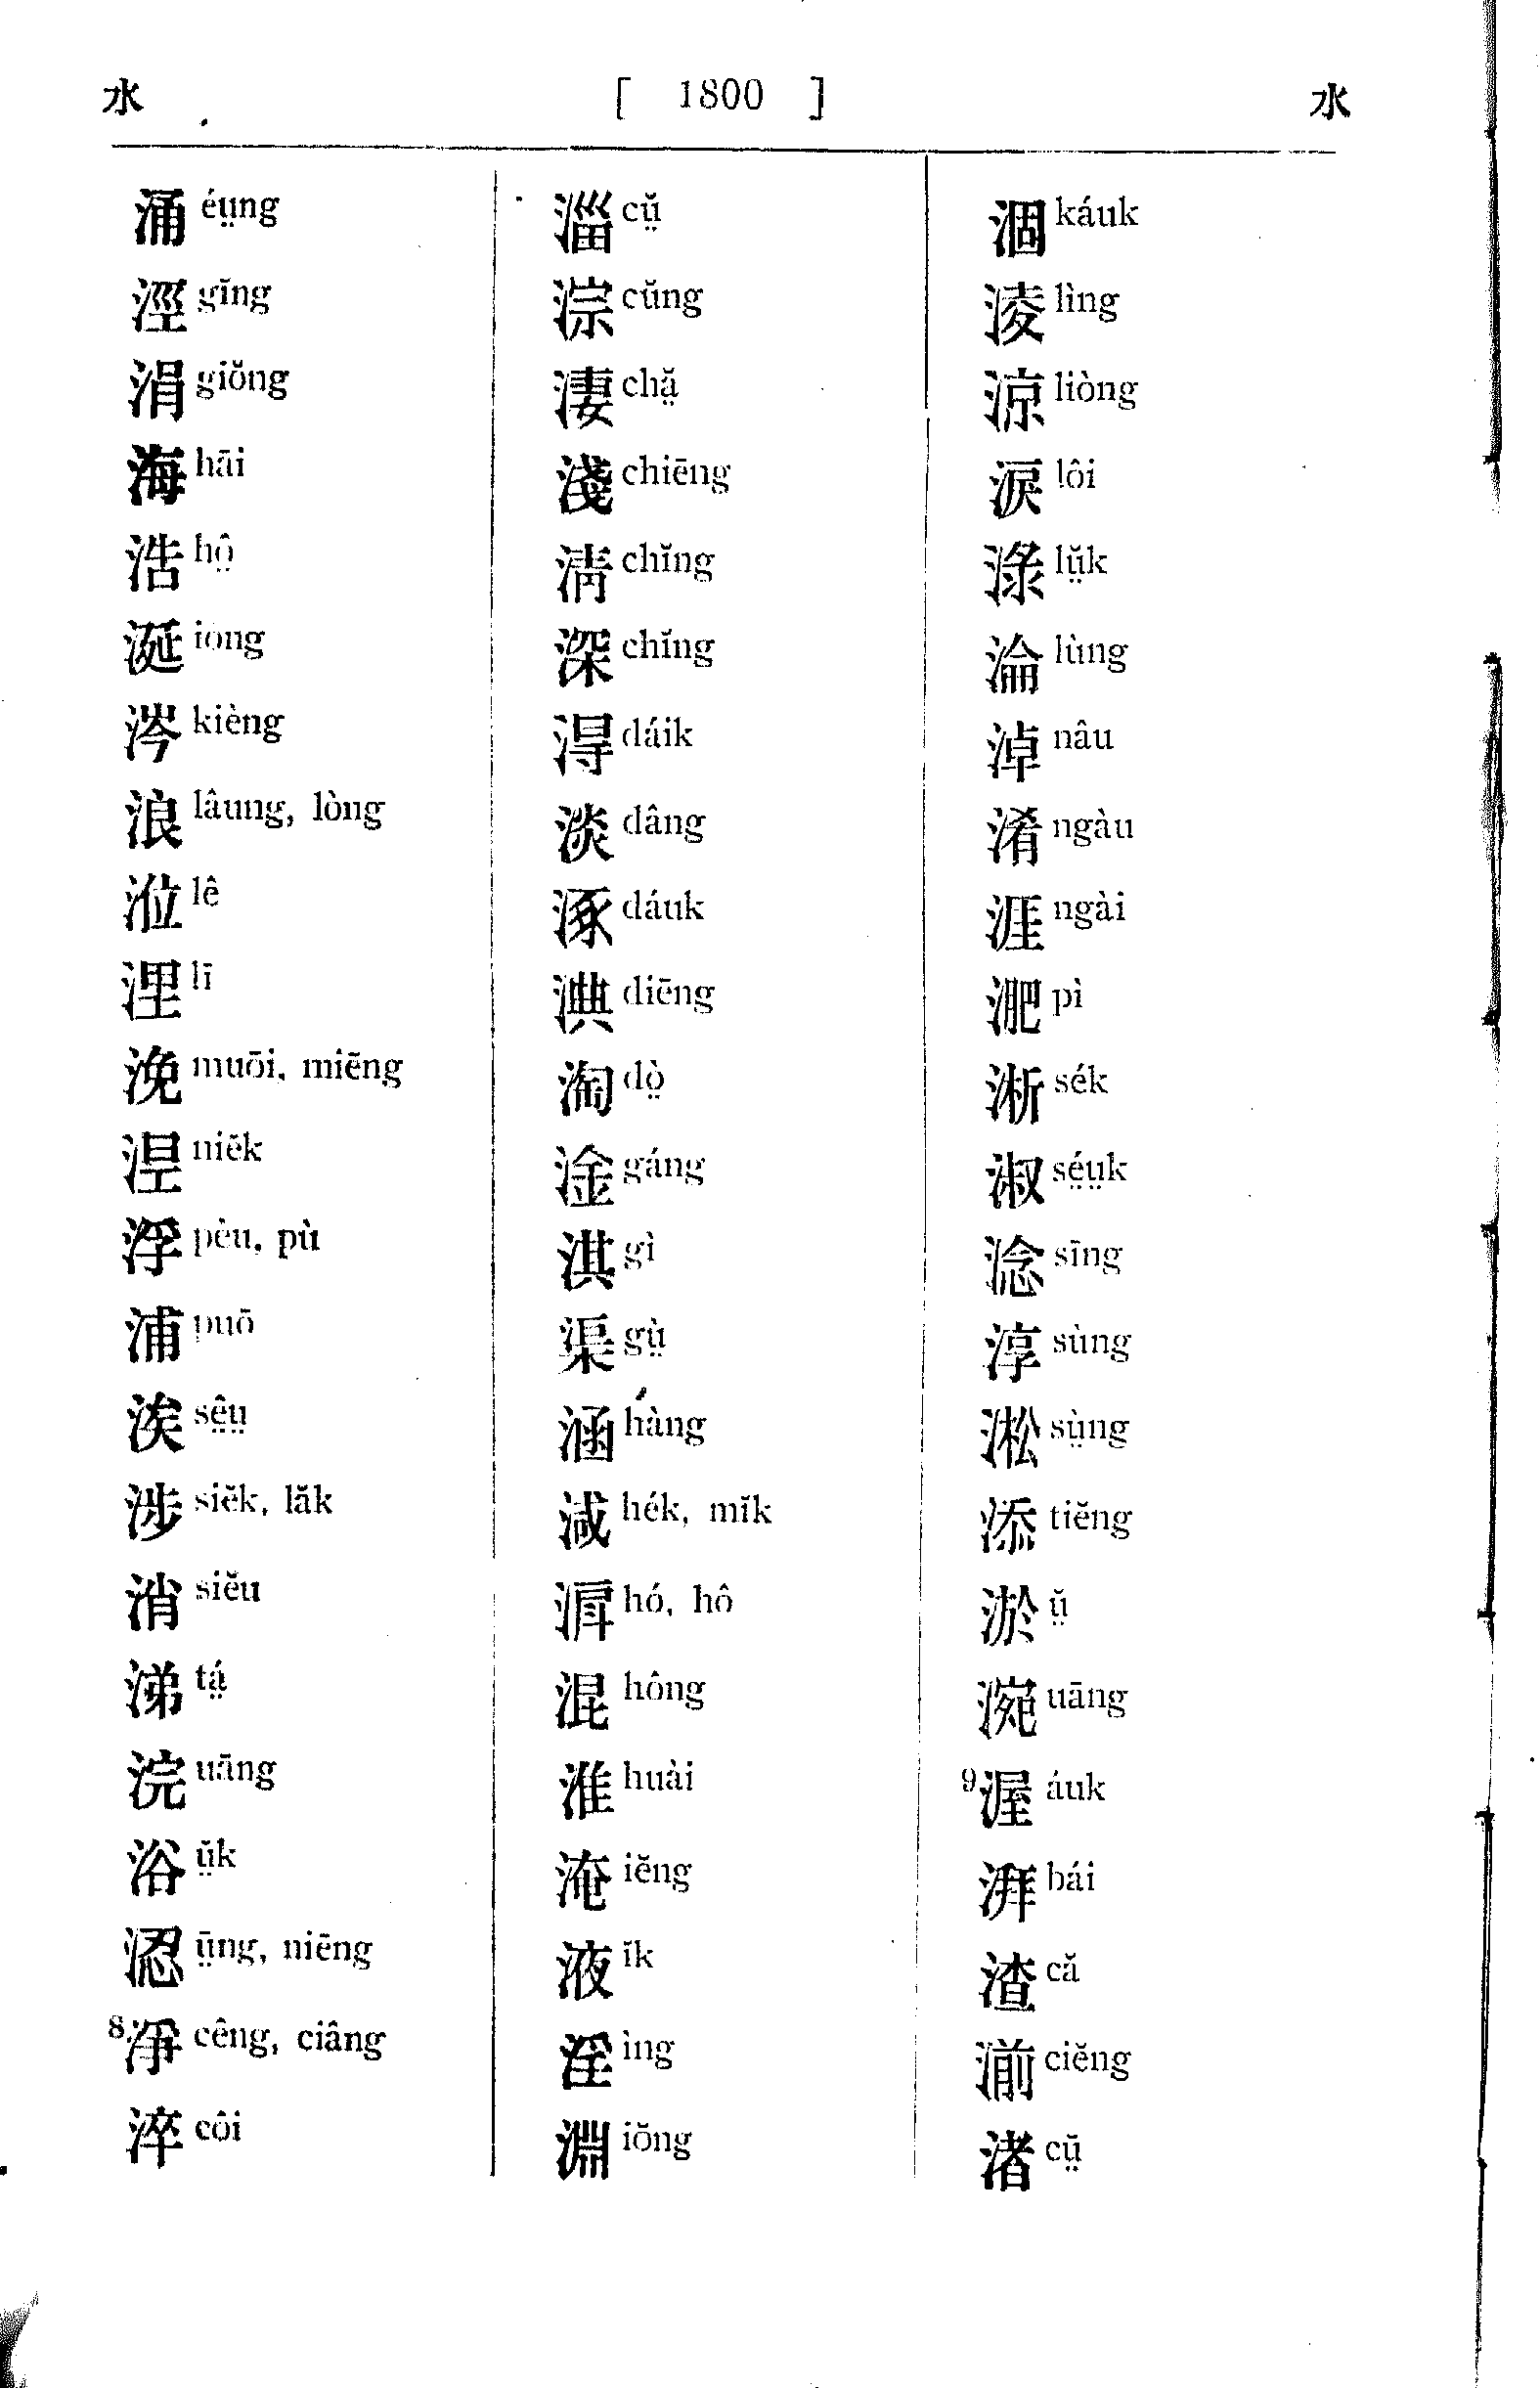 水 [ 1800 ] 水
涌 é̤ṳng
涇 gĭng
涓 giŏng
海 hāi
浩 hô̤
涎 iòng
涔 kièng
浪 lâung, lòng
涖 lê
浬 lī
浼 muōi, miēng
涅 niĕk
浮 pèu, pù
浦 puō
涘 sê̤ṳ
涉 siĕk, lăk
消 siĕu
涕 tá̤
浣 uāng
浴 ṳ̆k
涊 ṳ̄ng, niēng
8 淨 cêng, ciâng
淬 côi
淄 cṳ̆
淙 cŭng
淒 chă̤
淺 chiēng
清 chĭng
深 chĭng
淂 dáik
淡 dâng
涿 dáuk
淟 diēng
淘 dò̤
淦 gáng
淇 gì
渠 gṳ̀
涵 hàng
減 hék, mĭk
淠 hó, hô
混 hông
淮 huài
淹 iĕng
液 ĭk
淫 ìng
淵 iŏng
涸 káuk
淩 lìng
涼 liòng
淚 lôi
淥 lṳ̆k
淪 lùng
淖 nâu
淆 ngàu
涯 ngài
淝 pì
淅 sék
淑 sé̤ṳk
淰 sīng
淳 sùng
淞 sṳ̀ng
添 tiĕng
淤 ṳ̆
涴 uāng
9 渥 áuk
湃 bái
渣 că
湔 ciĕng
渚 cṳ̆